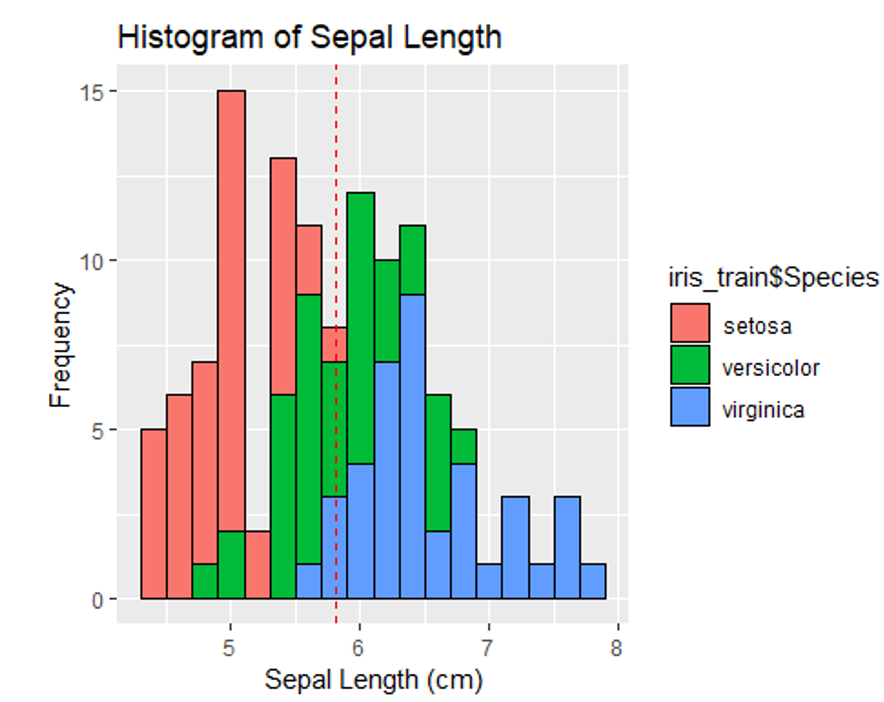 Histogram of Sepal Length
15
10
5
0
Frequency
5
6
7
8
Sepal Length (cm)
iris_train$Species
setosa
versicolor
virginica